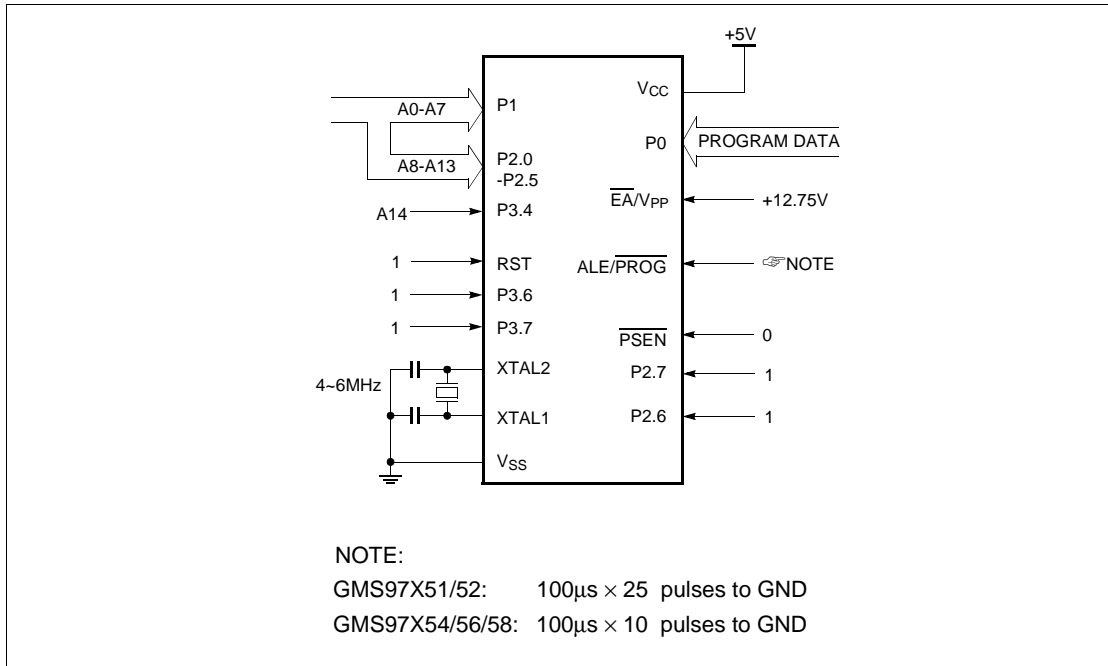 +5V
VCC
A0-A7
P1
P0
PROGRAM DATA
A8-A13
P2.0
-P2.5
EA/VPP
+12.75V
A14
P3.4
1
RST
ALE/PROG
☞NOTE
1
P3.6
1
P3.7
PSEN
0
XTAL2
P2.7
1
4~6MHz
XTAL1
P2.6
1
VSS
NOTE:
GMS97X51/52: 100μs × 25 pulses to GND
GMS97X54/56/58: 100μs × 10 pulses to GND